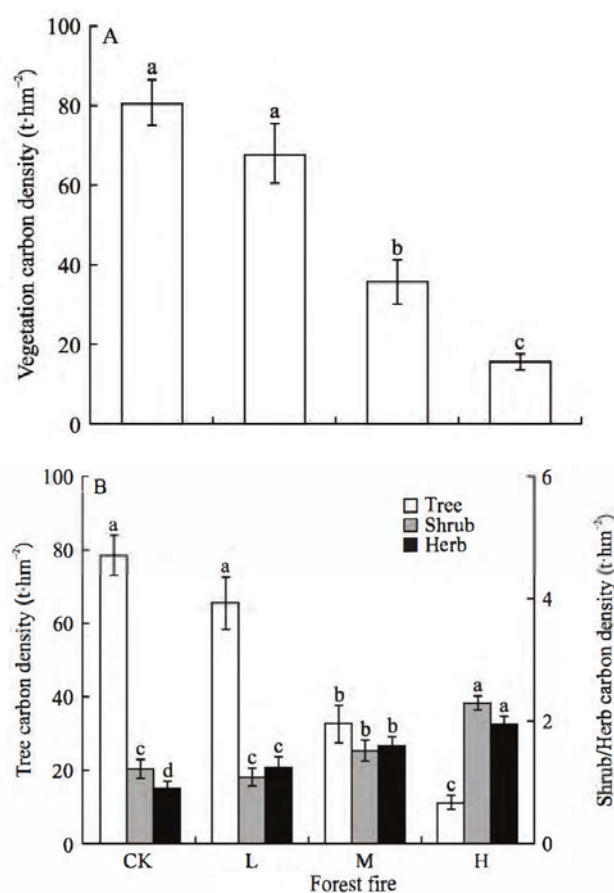 A
Vegetation carbon density (t·hm⁻²)
100
80
60
40
20
0
a
a
b
c
B
Tree carbon density (t·hm⁻²)
100
80
60
40
20
0
Tree
Shrub
Herb
a
c
d
a
c
c
b
b
b
c
a
a
6
4
2
0
Shrub/Herb carbon density (t·hm⁻²)
CK
L
M
H
Forest fire